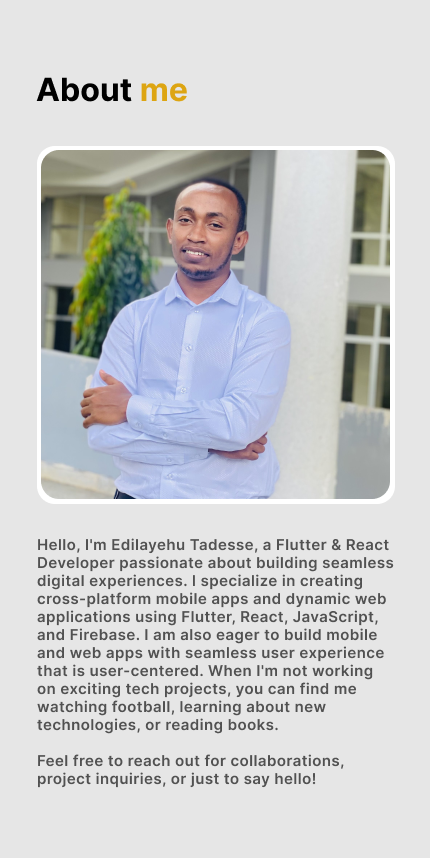 About me
Hello, I'm Edilayehu Tadesse, a Flutter & React
Developer passionate about building seamless
digital experiences. I specialize in creating
cross-platform mobile apps and dynamic web
applications using Flutter, React, JavaScript,
and Firebase. I am also eager to build mobile
and web apps with seamless user experience
that is user-centered. When I'm not working
on exciting tech projects, you can find me
watching football, learning about new
technologies, or reading books.
Feel free to reach out for collaborations,
project inquiries, or just to say hello!